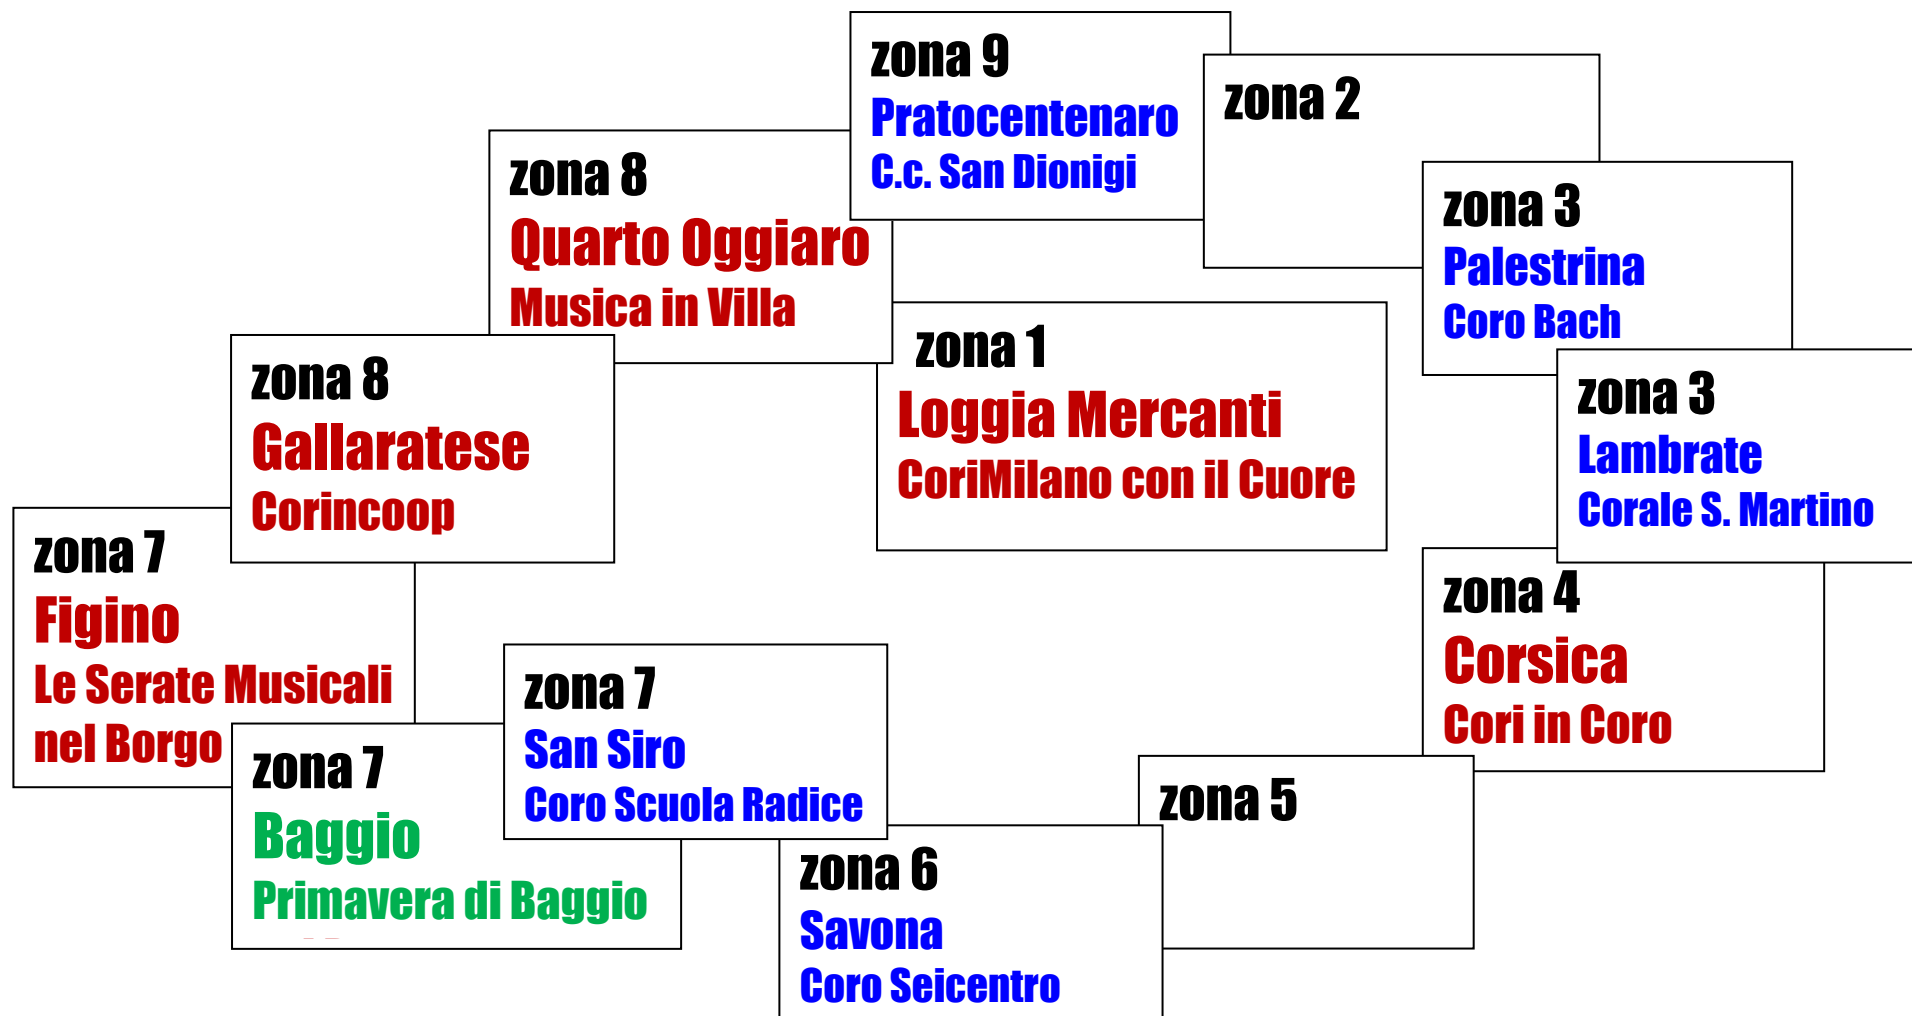 zona 9
Pratocentenaro
C.c. San Dionigi
zona 2
zona 8
Quarto Oggiaro
Musica in Villa
zona 3
Palestrina
Coro Bach
zona 1
Loggia Mercanti
CoriMilano con il Cuore
zona 8
Gallaratese
Corincoop
zona 3
Lambrate
Corale S. Martino
zona 7
Figino
Le Serate Musicali
nel Borgo
zona 4
Corsica
Cori in Coro
zona 7
San Siro
Coro Scuola Radice
zona 7
Baggio
Primavera di Baggio
zona 5
zona 6
Savona
Coro Seicentro